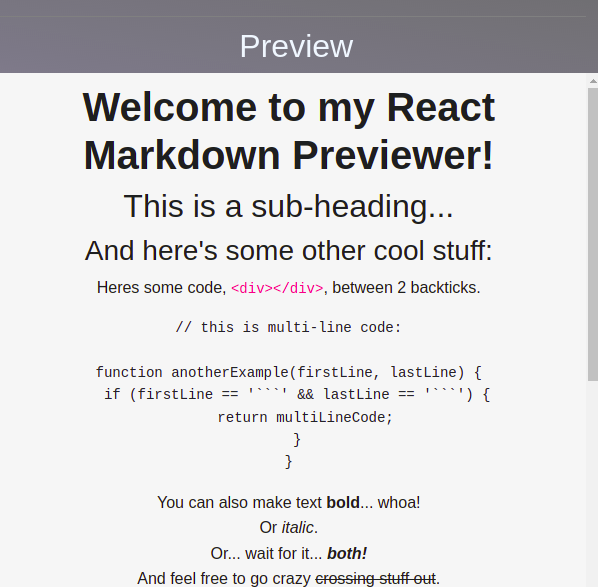 Preview
Welcome to my React
Markdown Previewer!
This is a sub-heading...
And here's some other cool stuff:
Heres some code, <div></div>, between 2 backticks.
// this is multi-line code:
function anotherExample(firstLine, lastLine) {
if (firstLine == '```' && lastLine == '```') {
return multiLineCode;
}
}
You can also make text bold... whoa!
Or italic.
Or... wait for it... both!
And feel free to go crazy crossing stuff out.